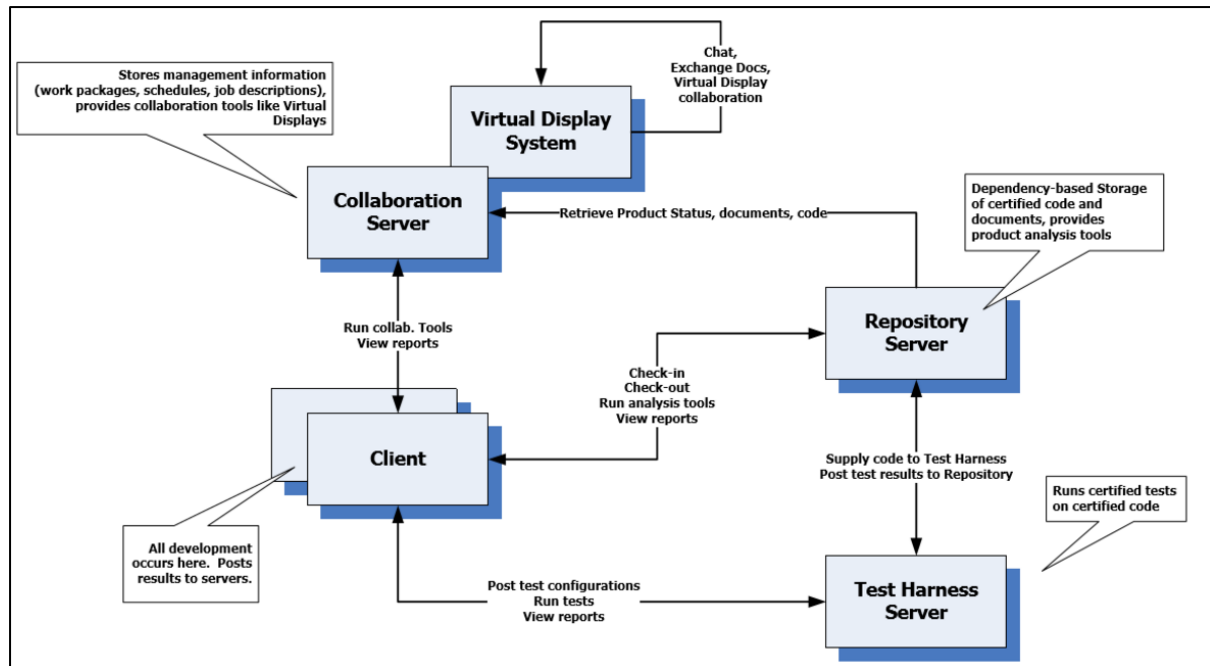 Chat,
Exchange Docs,
Virtual Display
collaboration
Stores management information
(work packages, schedules, job descriptions),
provides collaboration tools like Virtual
Displays
Virtual Display
System
Collaboration
Server
Retrieve Product Status, documents, code
Dependency-based Storage
of certified code and
documents, provides
product analysis tools
Repository
Server
Run collab. Tools
View reports
Check-in
Check-out
Run analysis tools
View reports
Client
Supply code to Test Harness
Post test results to Repository
Runs certified tests
on certified code
All development
occurs here. Posts
results to servers.
Post test configurations
Run tests
View reports
Test Harness
Server